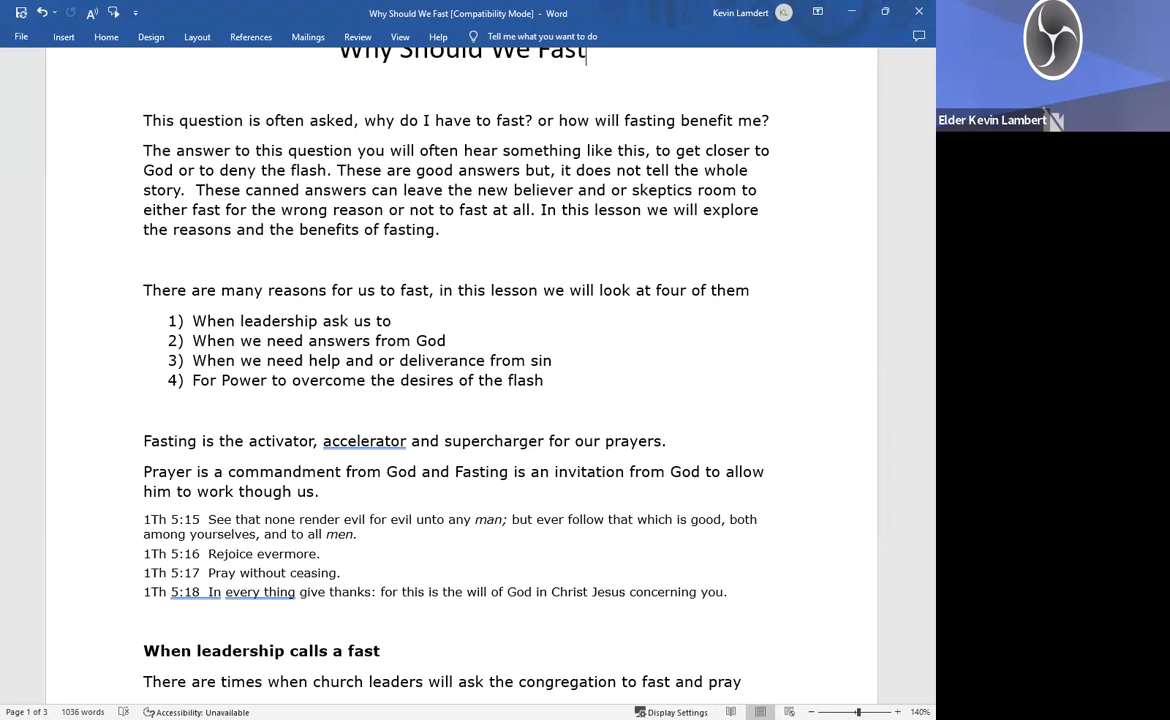 Why Should We Fast [Compatibility Mode] - Word
Kevin Lamdert KL
File Insert Home Design Layout References Mailings Review View Help Tell me what you want to do
Why Should We Fast
This question is often asked, why do I have to fast? or how will fasting benefit me?
The answer to this question you will often hear something like this, to get closer to
God or to deny the flash. These are good answers but, it does not tell the whole
story. These canned answers can leave the new believer and or skeptics room to
either fast for the wrong reason or not to fast at all. In this lesson we will explore
the reasons and the benefits of fasting.
There are many reasons for us to fast, in this lesson we will look at four of them
1) When leadership ask us to
2) When we need answers from God
3) When we need help and or deliverance from sin
4) For Power to overcome the desires of the flash
Fasting is the activator, accelerator and supercharger for our prayers.
Prayer is a commandment from God and Fasting is an invitation from God to allow
him to work though us.
1Th 5:15 See that none render evil for evil unto any man; but ever follow that which is good, both
among yourselves, and to all men.
1Th 5:16 Rejoice evermore.
1Th 5:17 Pray without ceasing.
1Th 5:18 In every thing give thanks: for this is the will of God in Christ Jesus concerning you.
When leadership calls a fast
There are times when church leaders will ask the congregation to fast and pray
Page 1 of 3 1036 words Accessibility: Unavailable Display Settings 140%
Elder Kevin Lambert